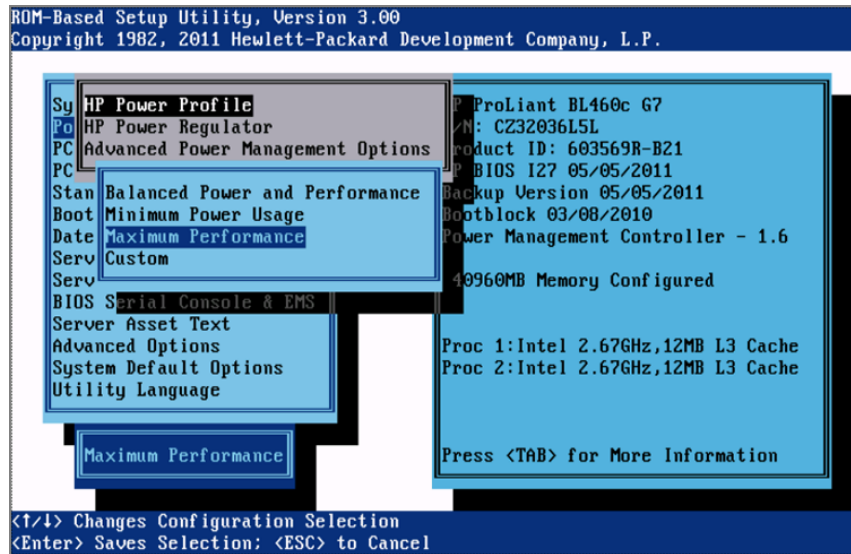 ROM-Based Setup Utility, Version 3.00
Copyright 1982, 2011 Hewlett-Packard Development Company, L.P.
HP Power Profile
HP Power Regulator
Advanced Power Management Options
Balanced Power and Performance
Minimum Power Usage
Maximum Performance
Custom
Sy
Po
PC
PC
Stan
Boot
Date
Serv
Serv
BIOS Serial Console & EMS
Server Asset Text
Advanced Options
System Default Options
Utility Language
Maximum Performance
P ProLiant BL460c G7
/N: CZ32036L5L
roduct ID: 603569R-B21
P BIOS I27 05/05/2011
Backup Version 05/05/2011
Bootblock 03/08/2010
Power Management Controller - 1.6
40960MB Memory Configured
Proc 1:Intel 2.67GHz,12MB L3 Cache
Proc 2:Intel 2.67GHz,12MB L3 Cache
Press <TAB> for More Information
<↑/↓> Changes Configuration Selection
<Enter> Saves Selection; <ESC> to Cancel